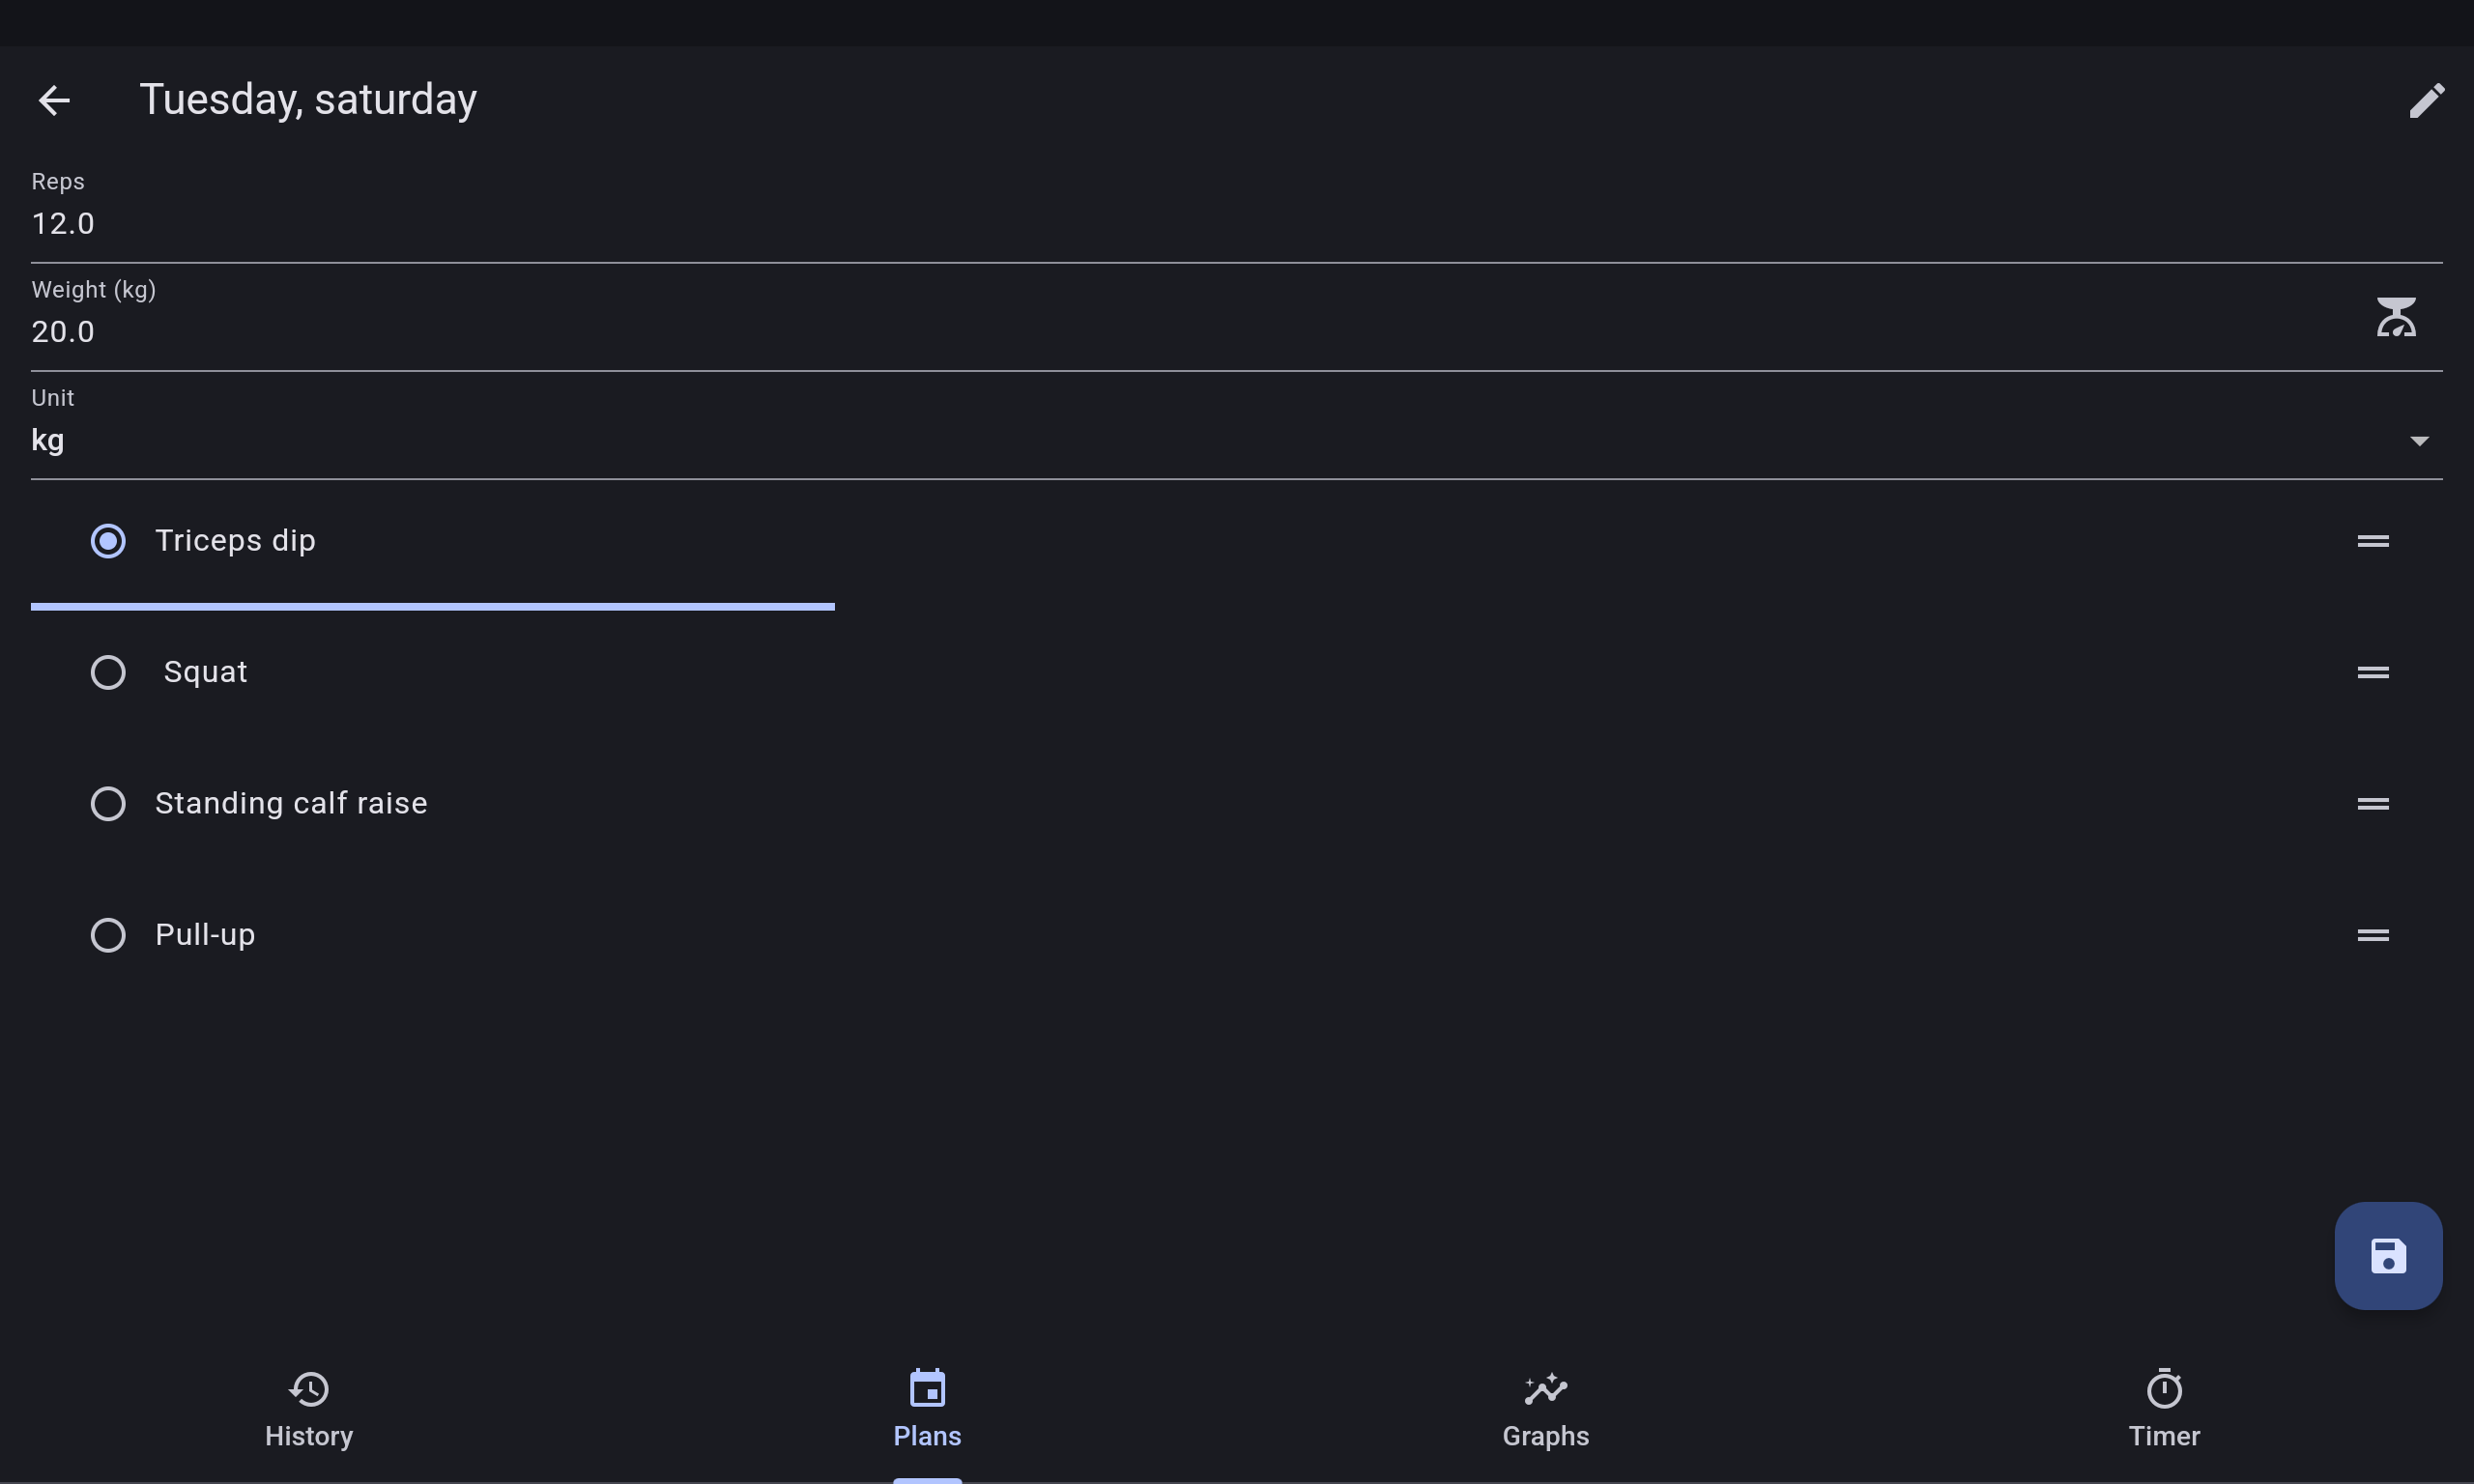 Tuesday, saturday
Reps
12.0
Weight (kg)
20.0
Unit
kg
Triceps dip
Squat
Standing calf raise
Pull-up
History
Plans
Graphs
Timer